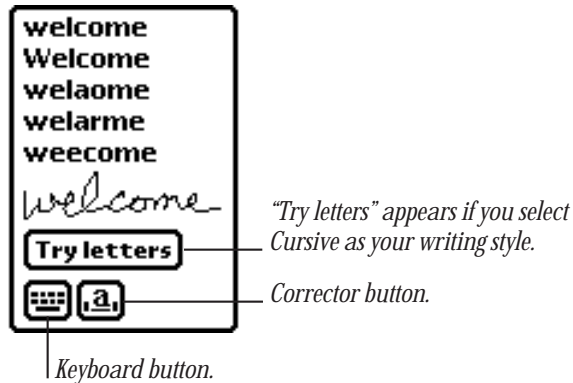 welcome
Welcome
welaome
welarme
weecome
welcome
Try letters
“Try letters” appears if you select
Cursive as your writing style.
a
Corrector button.
Keyboard button.